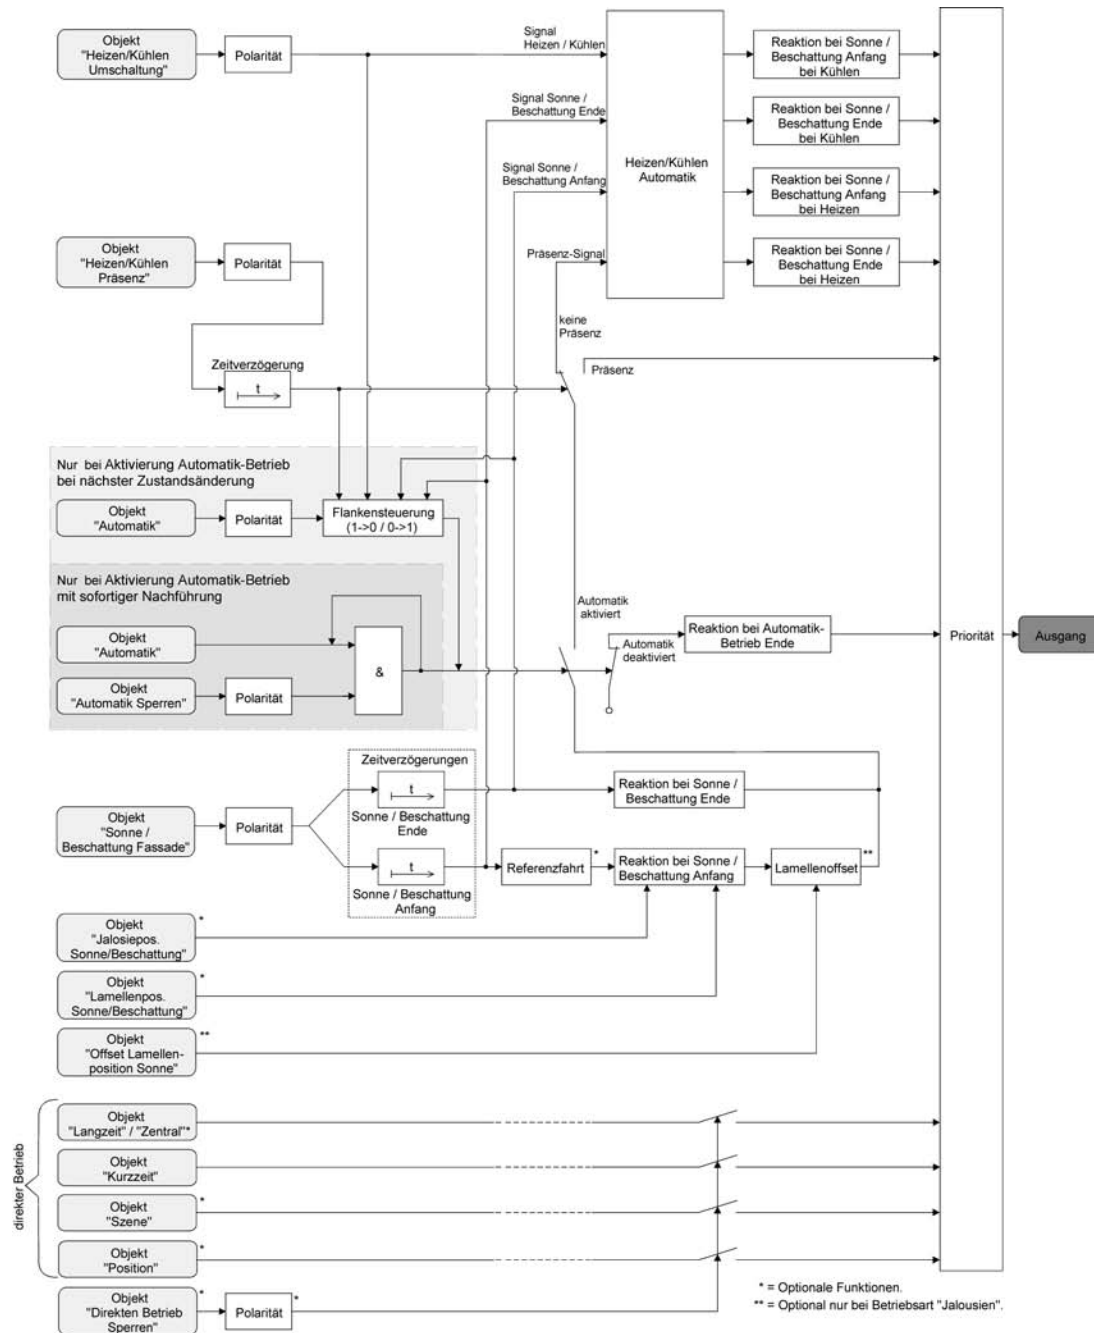 Objekt
"Heizen/Kühlen
Umschaltung"
Polarität
Signal
Heizen / Kühlen
Signal Sonne /
Beschattung Ende
Signal Sonne /
Beschattung Anfang
Präsenz-Signal
Heizen/Kühlen
Automatik
Reaktion bei Sonne /
Beschattung Anfang
bei Kühlen
Reaktion bei Sonne /
Beschattung Ende
bei Kühlen
Reaktion bei Sonne /
Beschattung Anfang
bei Heizen
Reaktion bei Sonne /
Beschattung Ende
bei Heizen
Objekt
"Heizen/Kühlen
Präsenz"
Polarität
keine
Präsenz
Präsenz
Zeitverzögerung
t
Nur bei Aktivierung Automatik-Betrieb
bei nächster Zustandsänderung
Objekt
"Automatik"
Polarität
Flankensteuerung
(1->0 / 0->1)
Nur bei Aktivierung Automatik-Betrieb
mit sofortiger Nachführung
Objekt
"Automatik"
Objekt
"Automatik Sperren"
Polarität
&
Automatik
aktiviert
Automatik
deaktiviert
Reaktion bei Automatik-
Betrieb Ende
Priorität
Ausgang
Zeitverzögerungen
t
Sonne / Beschattung
Ende
t
Sonne / Beschattung
Anfang
Objekt
"Sonne /
Beschattung Fassade"
Polarität
Reaktion bei Sonne /
Beschattung Ende
Referenzfahrt
*
Reaktion bei Sonne /
Beschattung Anfang
Lamellenoffset
**
Objekt
"Jalosiepos.
Sonne/Beschattung"
*
Objekt
"Lamellenpos.
Sonne/Beschattung"
*
Objekt
"Offset Lamellen-
position Sonne"
**
direkter Betrieb
Objekt
"Langzeit" / "Zentral"*
Objekt
"Kurzzeit"
Objekt
"Szene"
*
Objekt
"Position"
*
Objekt
"Direkten Betrieb
Sperren"
*
Polarität
*
* = Optionale Funktionen.
** = Optional nur bei Betriebsart "Jalousien".